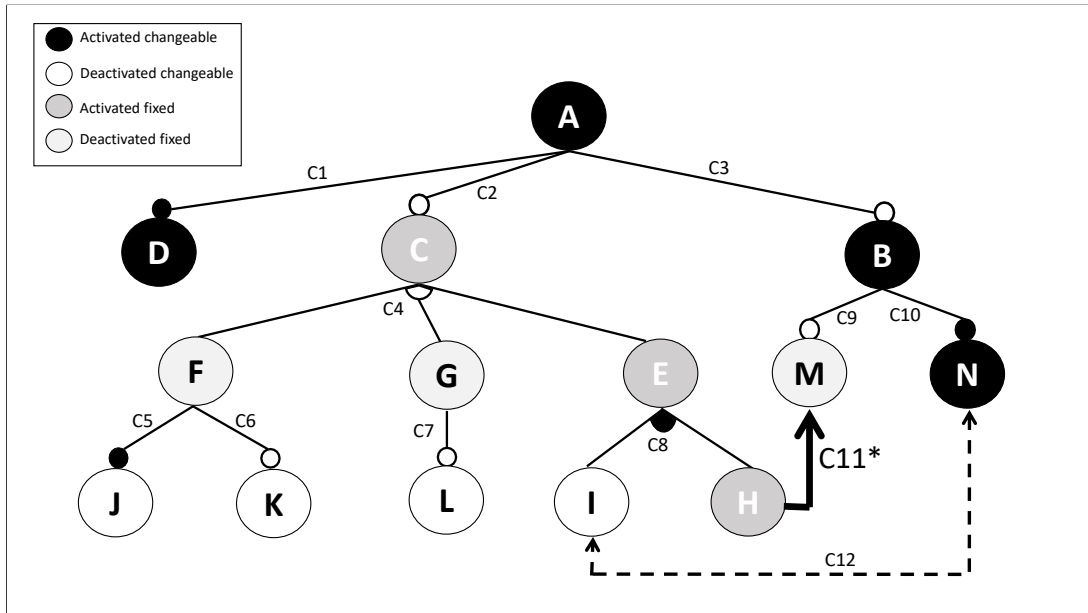 Activated changeable
Deactivated changeable
Activated fixed
Deactivated fixed
A
C1
C2
C3
D
C
B
C4
C9
C10
F
G
E
M
N
C5
C6
C7
C8
C11*
J
K
L
I
H
C12